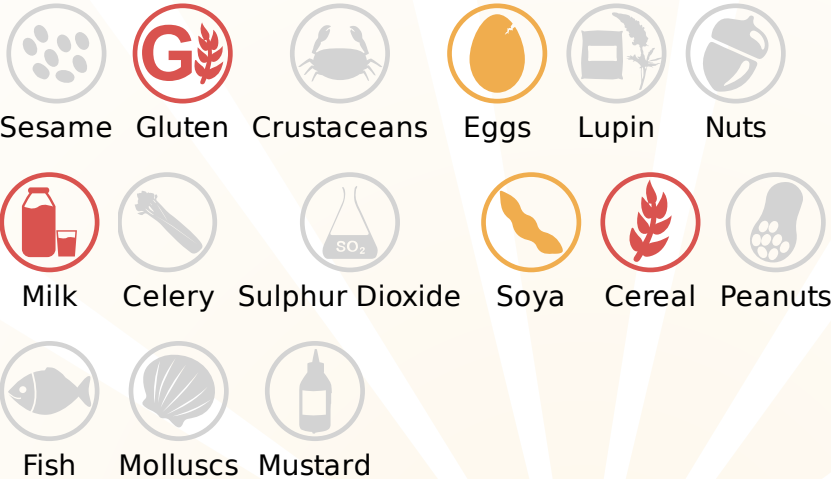 G
Sesame Gluten Crustaceans Eggs Lupin Nuts
SO₂
Milk Celery Sulphur Dioxide Soya Cereal Peanuts
Fish Molluscs Mustard